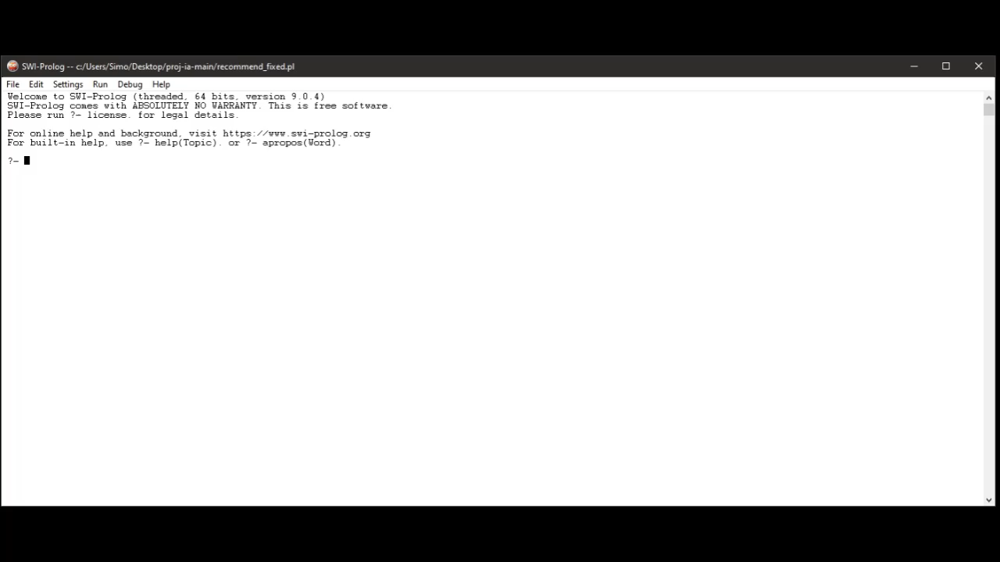 SWI-Prolog -- c:/Users/Simo/Desktop/proj-ia-main/recommend_fixed.pl
File Edit Settings Run Debug Help
Welcome to SWI-Prolog (threaded, 64 bits, version 9.0.4)
SWI-Prolog comes with ABSOLUTELY NO WARRANTY. This is free software.
Please run ?- license. for legal details.
For online help and background, visit https://www.swi-prolog.org
For built-in help, use ?- help(Topic). or ?- apropos(Word).
?-